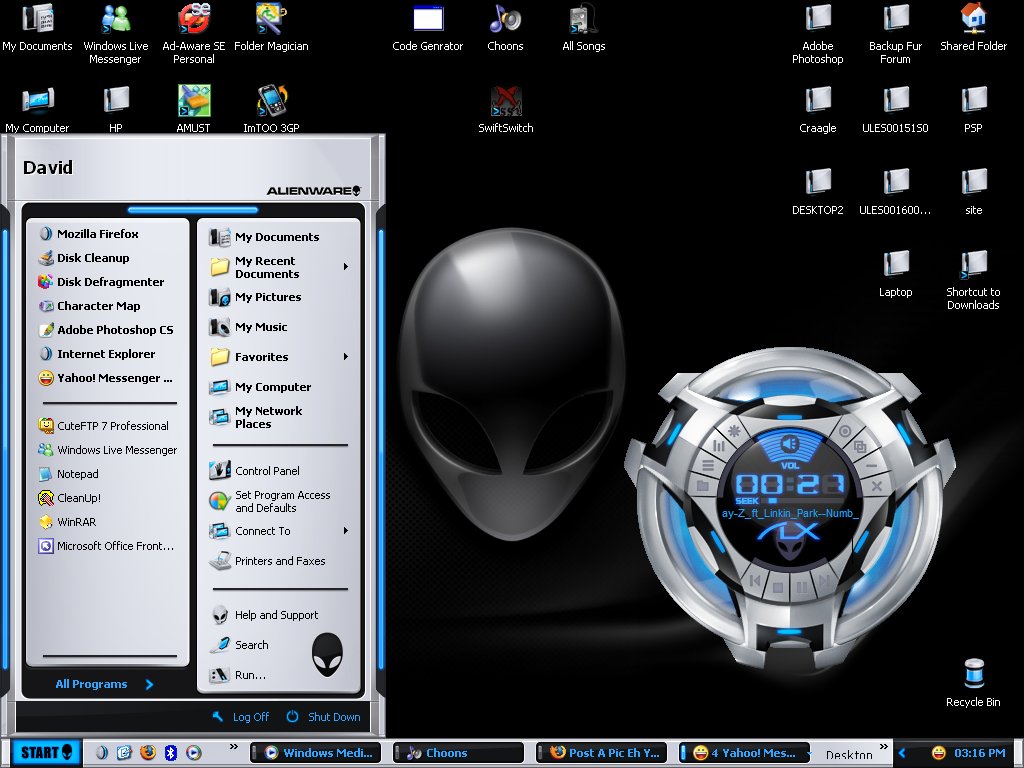 My Documents
Windows Live
Messenger
Ad-Aware SE
Personal
Folder Magician
Code Genrator
Choons
All Songs
Adobe
Photoshop
Backup Fur
Forum
Shared Folder
My Computer
HP
AMUST
ImTOO 3GP
SwiftSwitch
Craagle
ULES00151S0
PSP
DESKTOP2
ULES001600...
site
Laptop
Shortcut to
Downloads
Recycle Bin
David
ALIENWARE
Mozilla Firefox
Disk Cleanup
Disk Defragmenter
Character Map
Adobe Photoshop CS
Internet Explorer
Yahoo! Messenger ...
CuteFTP 7 Professional
Windows Live Messenger
Notepad
CleanUp!
WinRAR
Microsoft Office Front...
All Programs
My Documents
My Recent
Documents
My Pictures
My Music
Favorites
My Computer
My Network
Places
Control Panel
Set Program Access
and Defaults
Connect To
Printers and Faxes
Help and Support
Search
Run...
Log Off
Shut Down
VOL
00:27
SEEK
ay-Z_ft_Linkin_Park--Numb_
ALX
START
Windows Medi...
Choons
Post A Pic Eh Y...
4 Yahoo! Mes...
Desktop
03:16 PM